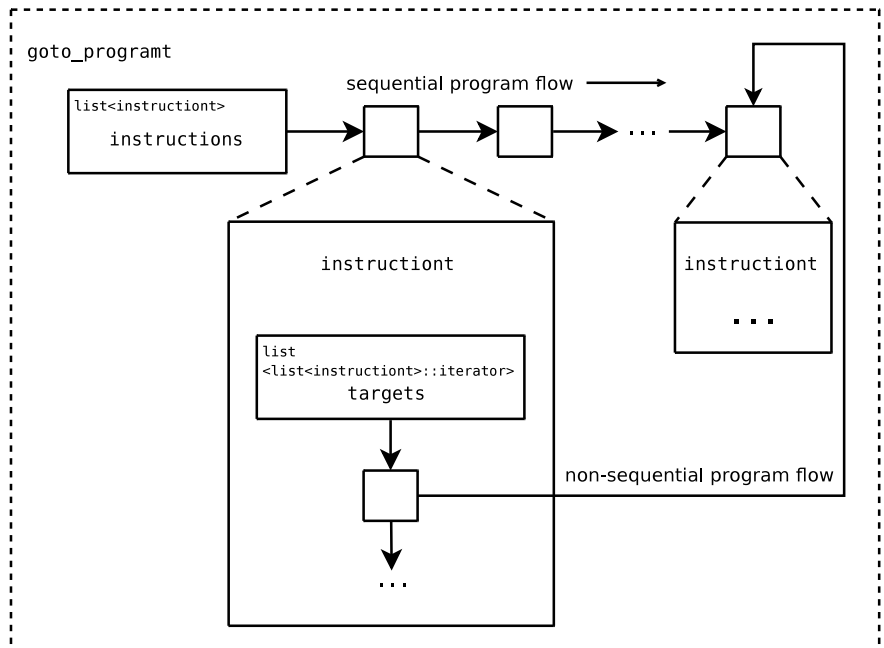 goto_programt
sequential program flow
list<instructiont>
instructions
...
instructiont
instructiont
...
list
<list<instructiont>::iterator>
targets
non-sequential program flow
...